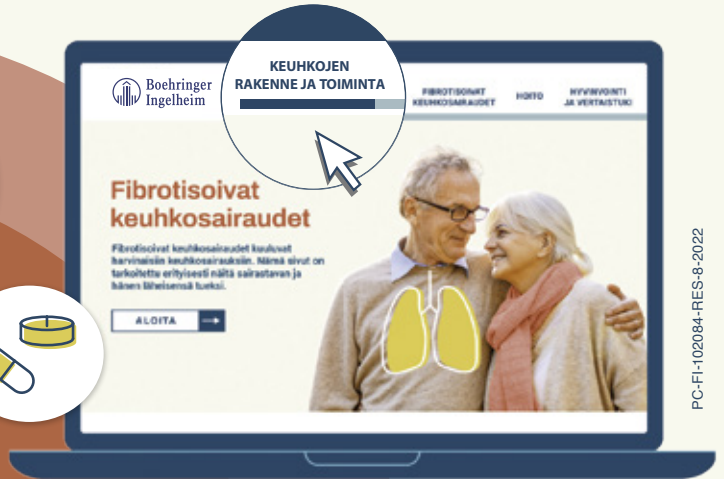 KEUHKOJEN
RAKENNE JA TOIMINTA
Boehringer
Ingelheim
FIBROTISOIVAT
KEUHKOSAIRAUDET
HOITO
HYVINVOINTI
JA VERTAISTUKI
Fibrotisoivat
keuhkosairaudet
Fibrotisoivat keuhkosairaudet kuuluvat
harvinaisiin keuhkosairauksiin. Nämä sivut on
tarkoitettu erityisesti näitä sairastavan ja
hänen läheisensä tueksi.
ALOITA
PC-FI-102084-RES-8-2022